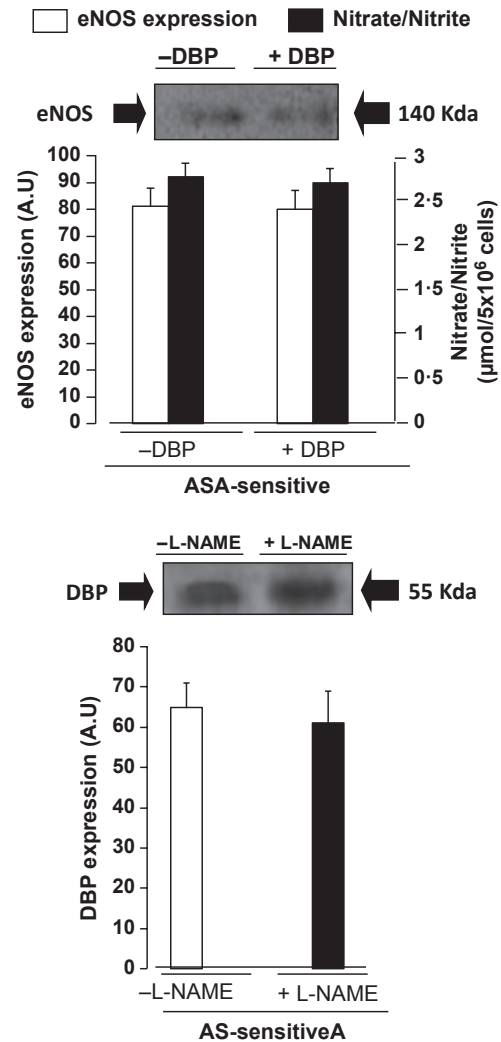 eNOS expression Nitrate/Nitrite
–DBP + DBP
eNOS 140 Kda
100
90
80
70
60
50
40
30
20
10
0
eNOS expression (A.U)
3
2·5
2
1·5
1
0·5
0
Nitrate/Nitrite
(µmol/5x10⁶ cells)
–DBP + DBP
ASA-sensitive
–L-NAME + L-NAME
DBP 55 Kda
80
70
60
50
40
30
20
10
0
DBP expression (A.U)
–L-NAME + L-NAME
AS-sensitiveA